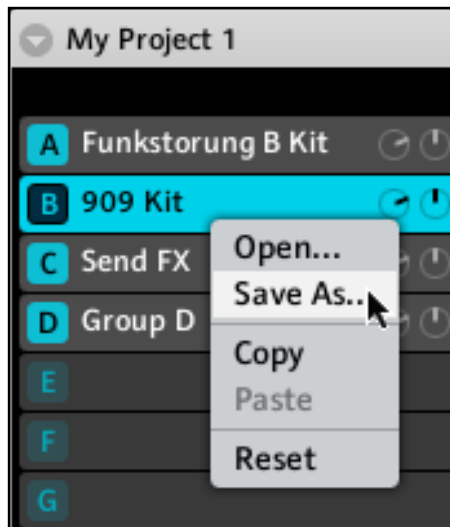 My Project 1
A Funkstorung B Kit
B 909 Kit
Open...
C Send FX
Save As...
D Group D
Copy
E
Paste
F
Reset
G